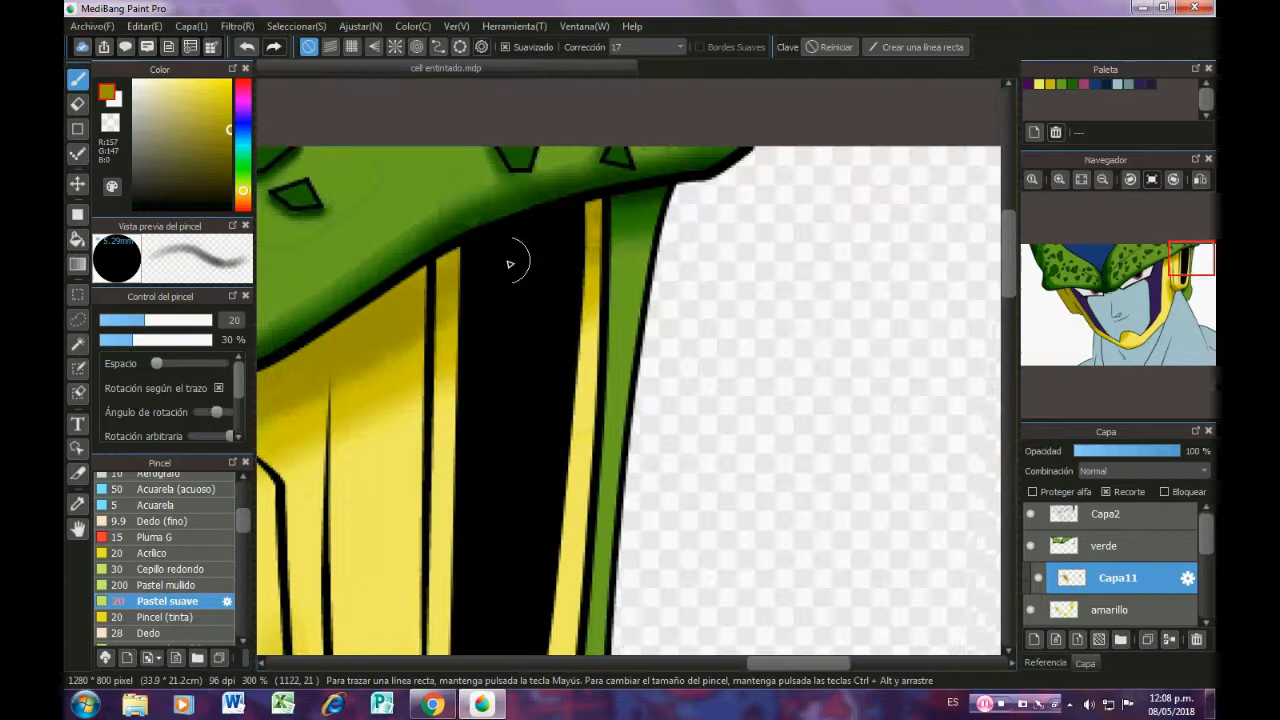 MediBang Paint Pro
Archivo(F) Editar(E) Capa(L) Filtro(R) Seleccionar(S) Ajustar(N) Color(C) Ver(V) Herramienta(T) Ventana(W) Help
Suavizado Corrección 17 Bordes Suaves Clave Reiniciar Crear una línea recta
Color
cell entintado.mdp
R:157
G:147
B:0
Vista previa del pincel
5.29mm
Control del pincel
20
30 %
Espacio
Rotación según el trazo
Ángulo de rotación
Rotación arbitraria
Pincel
10 Aerógrafo
50 Acuarela (acuoso)
5 Acuarela
9.9 Dedo (fino)
15 Pluma G
20 Acrílico
30 Cepillo redondo
200 Pastel mullido
20 Pastel suave
20 Pincel (tinta)
28 Dedo
Paleta
---
Navegador
Capa
Opacidad 100 %
Combinación Normal
Proteger alfa Recorte Bloquear
Capa2
verde
Capa11
amarillo
Referencia Capa
1280 * 800 pixel (33.9 * 21.2cm) 96 dpi 300 % (1122, 21) Para trazar una línea recta, mantenga pulsada la tecla Mayús. Para cambiar el tamaño del pincel, mantenga pulsadas las teclas Ctrl + Alt y arrastre
ES
12:08 p.m.
08/05/2018